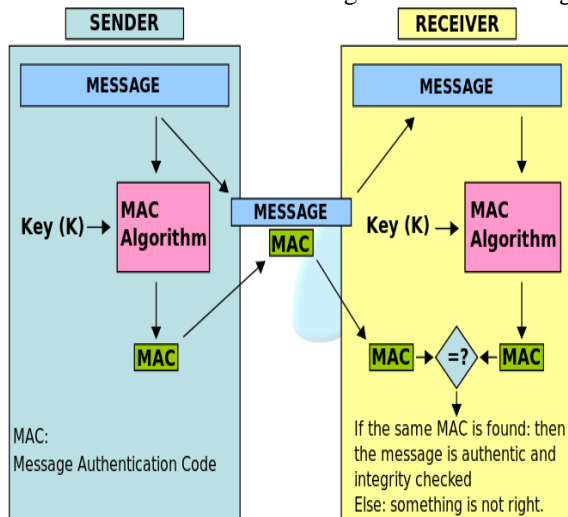 SENDER
MESSAGE
Key (K)
MAC
Algorithm
MAC
MAC:
Message Authentication Code
MESSAGE
MAC
RECEIVER
MESSAGE
Key (K)
MAC
Algorithm
MAC
=?
MAC
If the same MAC is found: then
the message is authentic and
integrity checked
Else: something is not right.